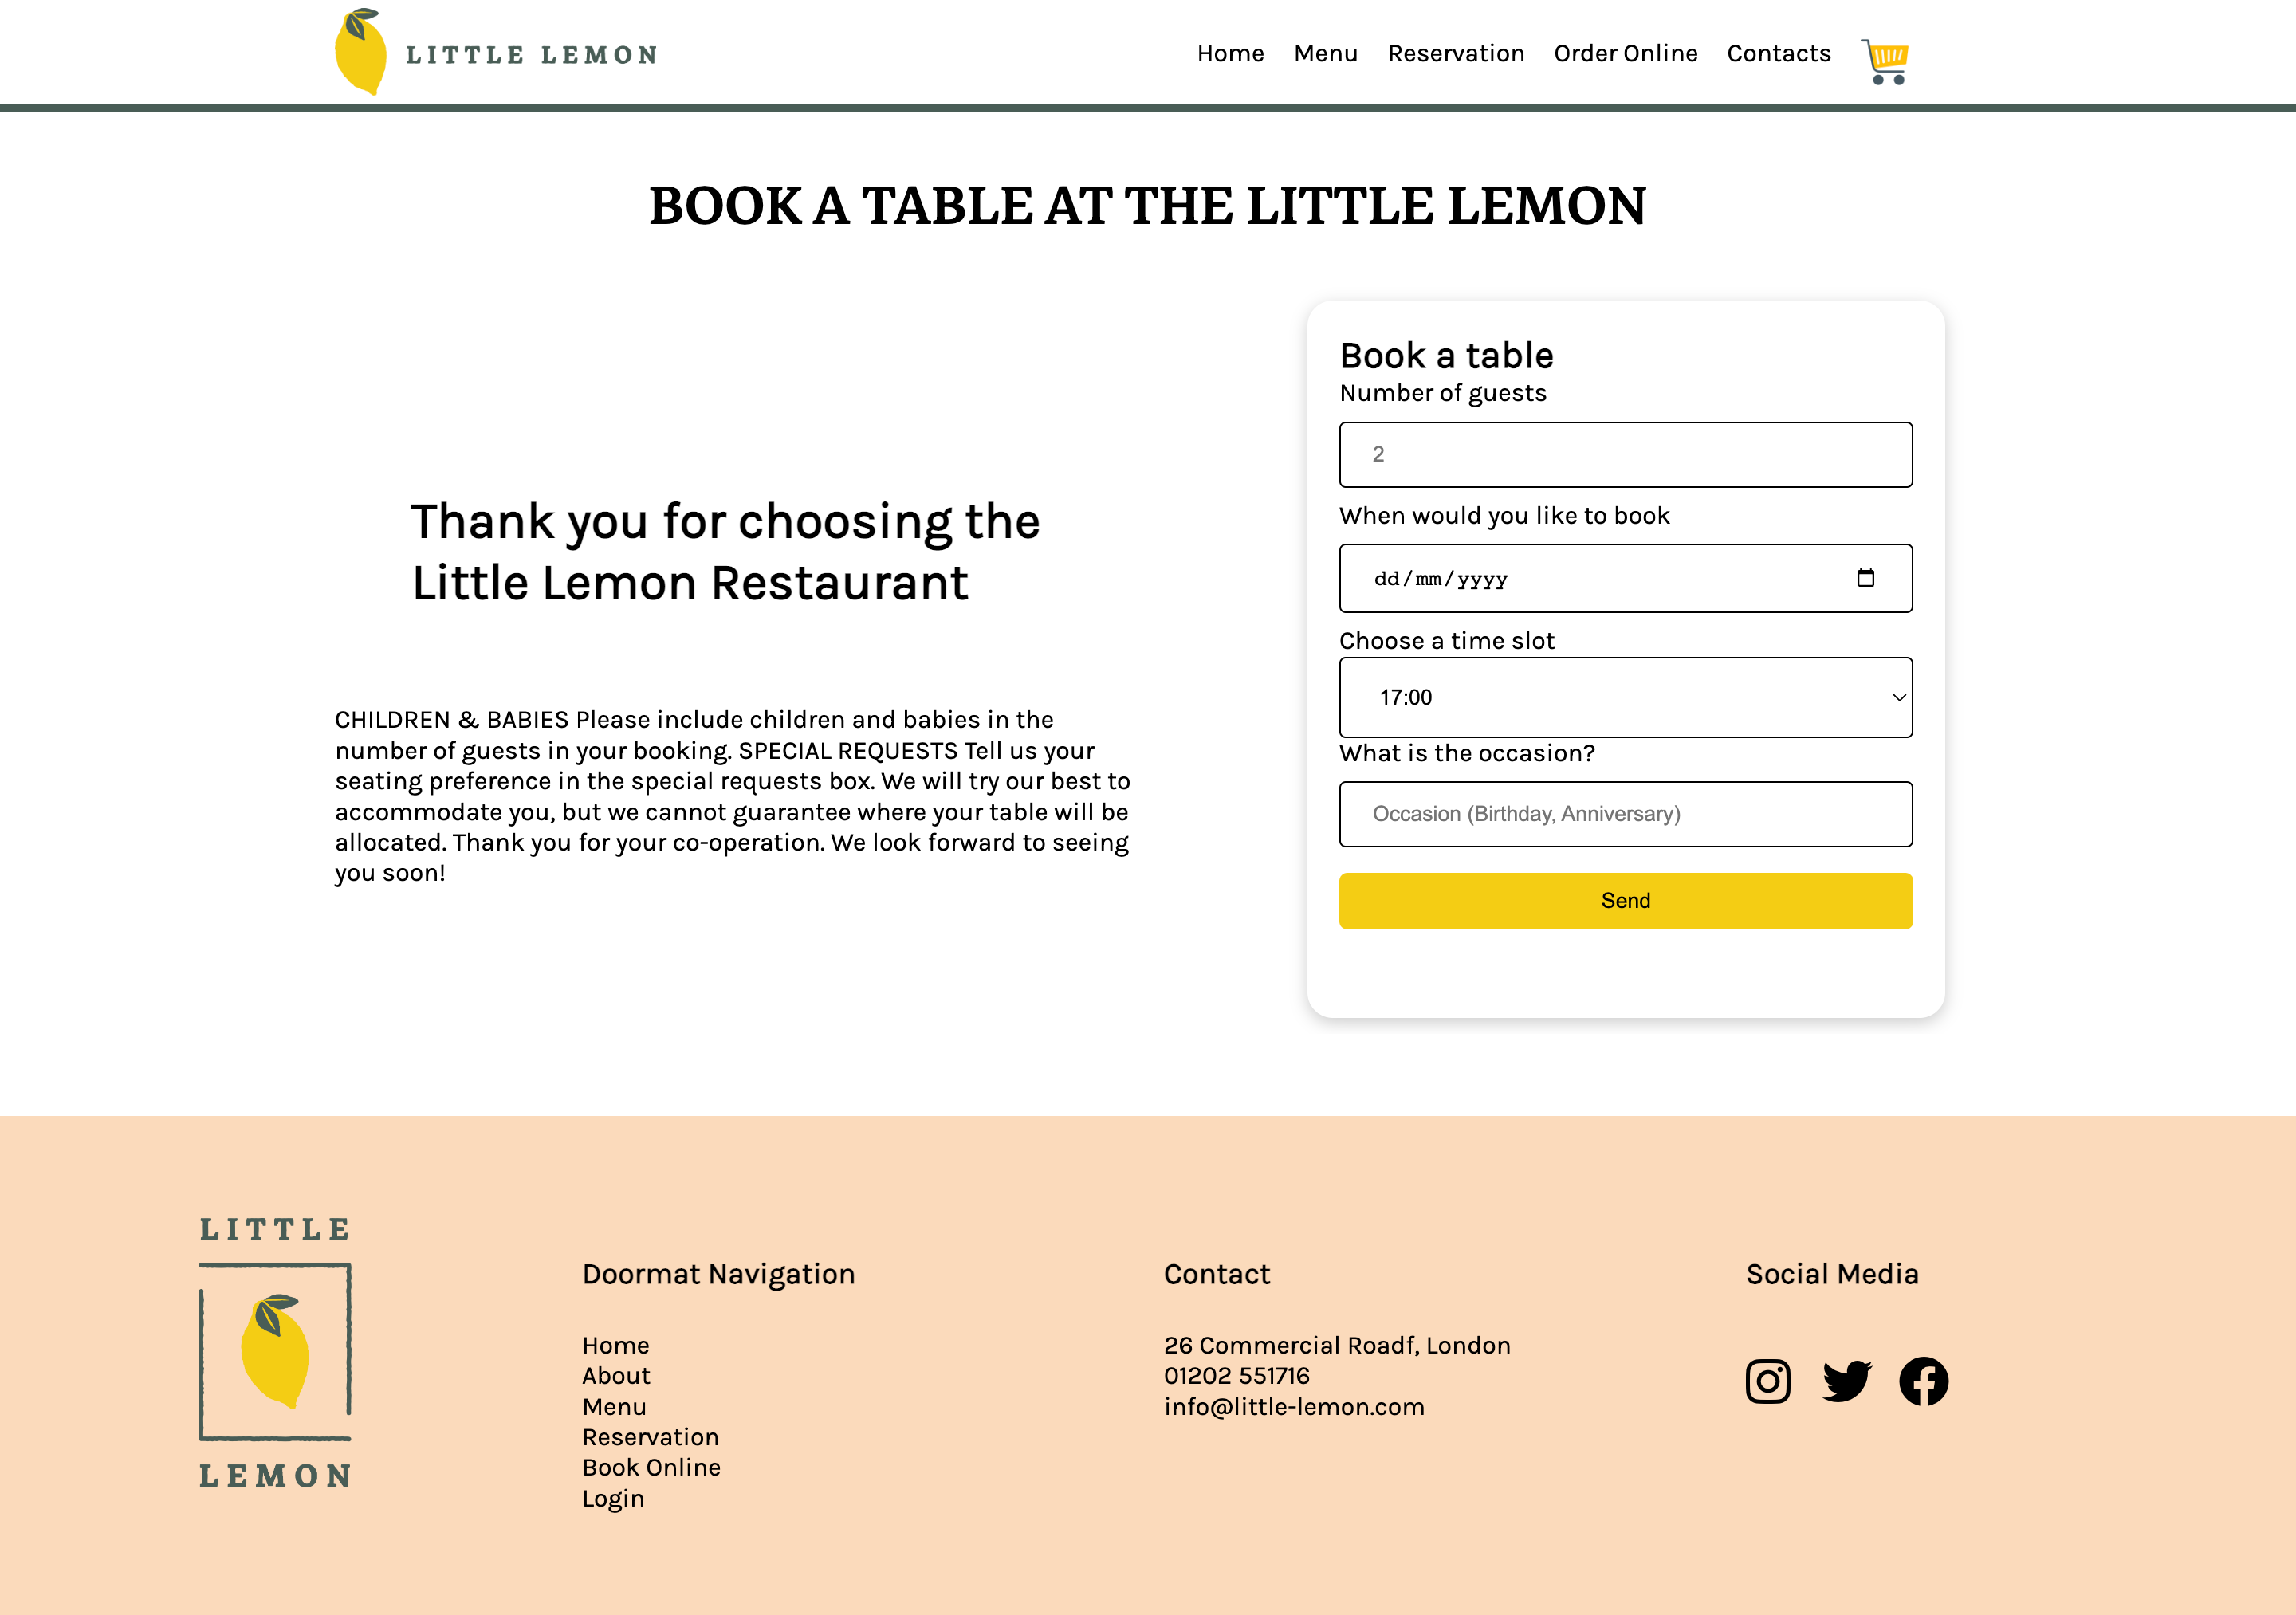 LITTLE LEMON
Home Menu Reservation Order Online Contacts
BOOK A TABLE AT THE LITTLE LEMON
Thank you for choosing the
Little Lemon Restaurant
CHILDREN & BABIES Please include children and babies in the
number of guests in your booking. SPECIAL REQUESTS Tell us your
seating preference in the special requests box. We will try our best to
accommodate you, but we cannot guarantee where your table will be
allocated. Thank you for your co-operation. We look forward to seeing
you soon!
Book a table
Number of guests
2
When would you like to book
dd/mm/yyyy
Choose a time slot
17:00
What is the occasion?
Occasion (Birthday, Anniversary)
Send
LITTLE
LEMON
Doormat Navigation
Home
About
Menu
Reservation
Book Online
Login
Contact
26 Commercial Roadf, London
01202 551716
info@little-lemon.com
Social Media